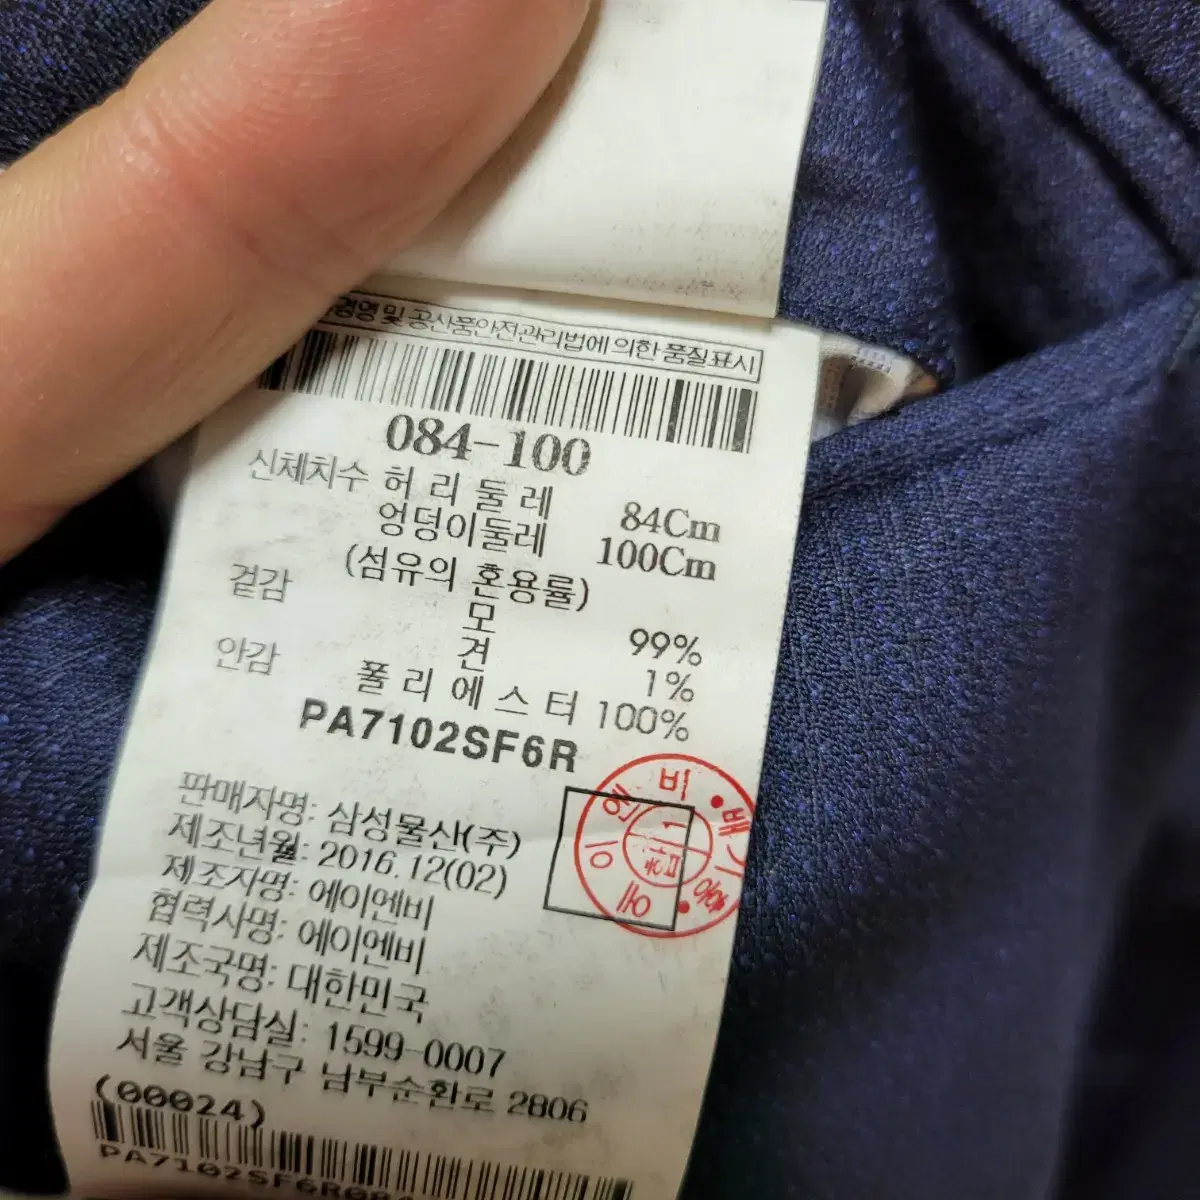 경영 및 공산품안전관리법에 의한 품질표시
084-100
신체치수 허리둘레 84Cm
엉덩이둘레 100Cm
(섬유의 혼용률)
겉감 모 99%
견 1%
안감 폴리에스터 100%
PA7102SF6R
판매자명: 삼성물산(주)
제조년월: 2016.12(02)
제조자명: 에이엔비
협력사명: 에이엔비
제조국명: 대한민국
고객상담실: 1599-0007
서울 강남구 남부순환로 2806
(00024)
PA7102SF6R084
에이엔비
1